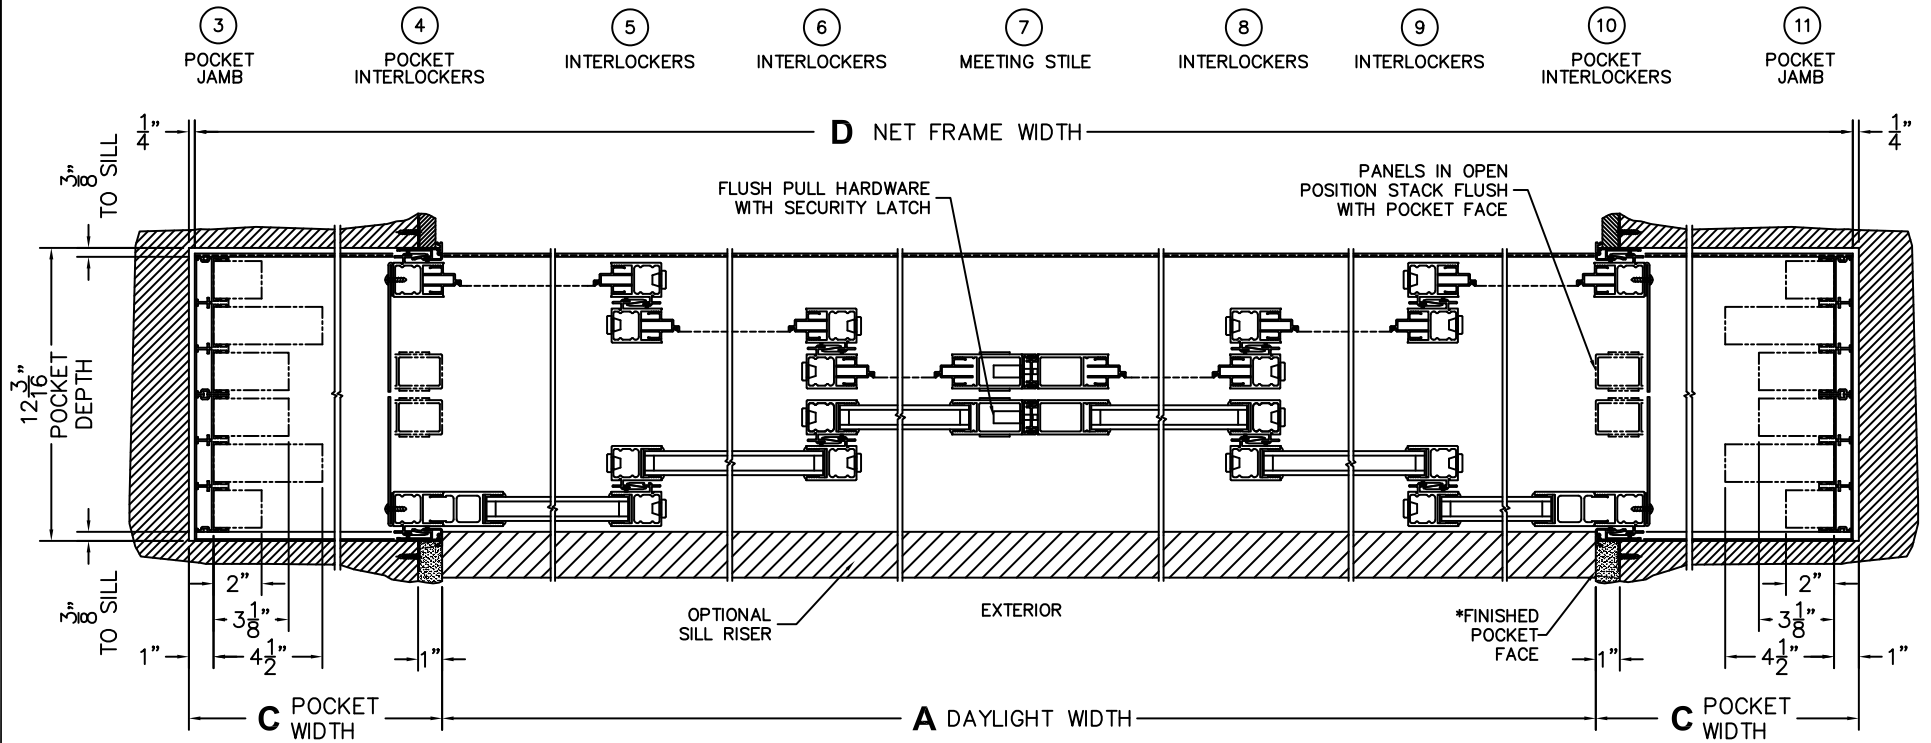 3
POCKET
JAMB
4
POCKET
INTERLOCKERS
5
INTERLOCKERS
6
INTERLOCKERS
7
MEETING STILE
8
INTERLOCKERS
9
INTERLOCKERS
10
POCKET
INTERLOCKERS
11
POCKET
JAMB
1/4"
D NET FRAME WIDTH
1/4"
3/8"
TO SILL
FLUSH PULL HARDWARE
WITH SECURITY LATCH
PANELS IN OPEN
POSITION STACK FLUSH
WITH POCKET FACE
12 3/16"
POCKET
DEPTH
3/8"
TO SILL
2"
3 1/8"
1"
4 1/2"
1"
OPTIONAL
SILL RISER
EXTERIOR
*FINISHED
POCKET
FACE
2"
3 1/8"
1"
4 1/2"
1"
C POCKET
WIDTH
A DAYLIGHT WIDTH
C POCKET
WIDTH